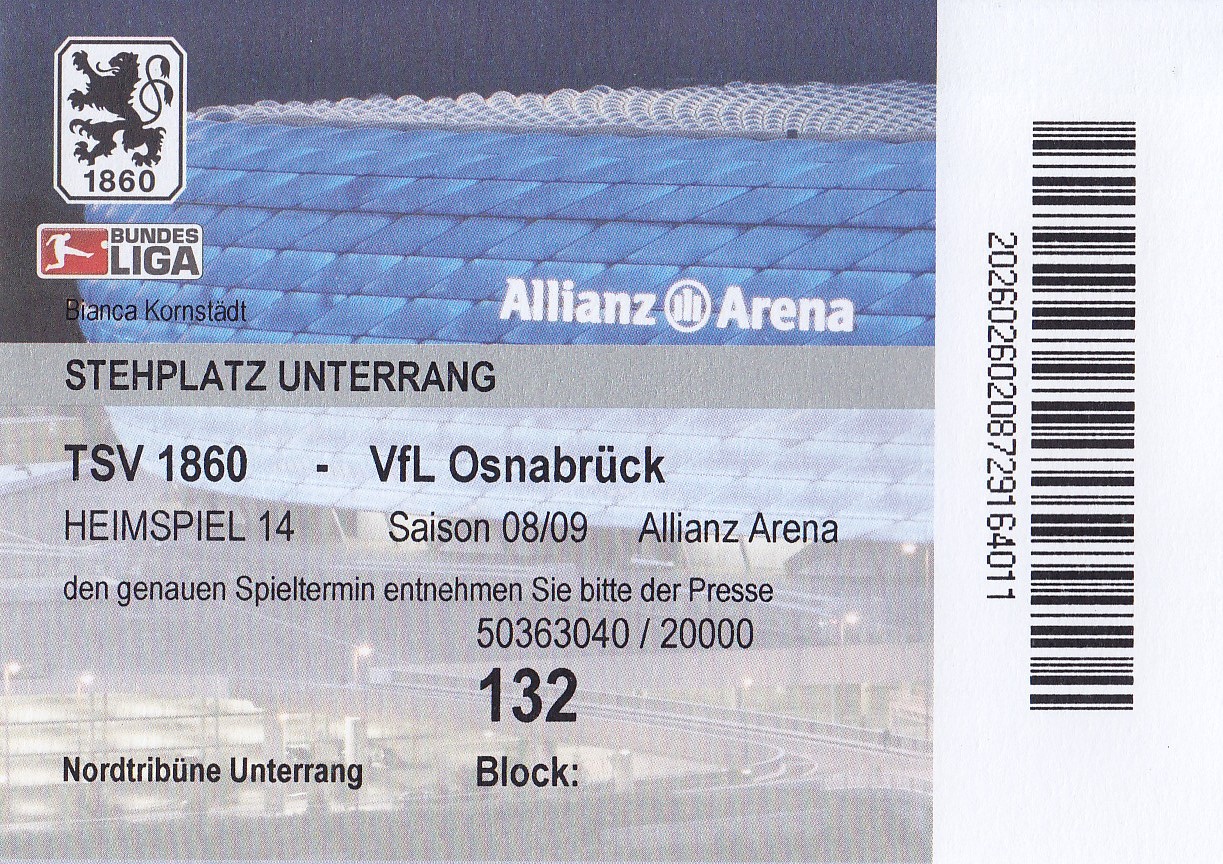 1860
BUNDES
LIGA
Bianca Kornstädt
Allianz Arena
STEHPLATZ UNTERRANG
TSV 1860 - VfL Osnabrück
HEIMSPIEL 14 Saison 08/09 Allianz Arena
den genauen Spieltermin entnehmen Sie bitte der Presse
50363040 / 20000
132
Nordtribüne Unterrang Block:
2026026020872916401​1